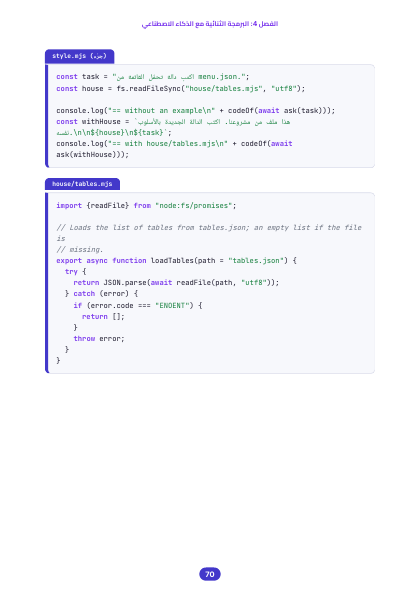 الفصل 4: البرمجة الثنائية مع الذكاء الاصطناعي
style.mjs (جزء)
const task = "اكتب دالة تحمّل القائمة من menu.json.";
const house = fs.readFileSync("house/tables.mjs", "utf8");
console.log("== without an example\n" + codeOf(await ask(task)));
const withHouse = `هذا ملف من مشروعنا. اكتب الدالة الجديدة بالأسلوب
نفسه.\n\n${house}\n${task}`;
console.log("== with house/tables.mjs\n" + codeOf(await
ask(withHouse)));
house/tables.mjs
import {readFile} from "node:fs/promises";
// Loads the list of tables from tables.json; an empty list if the file
is
// missing.
export async function loadTables(path = "tables.json") {
try {
return JSON.parse(await readFile(path, "utf8"));
} catch (error) {
if (error.code === "ENOENT") {
return [];
}
throw error;
}
}
70